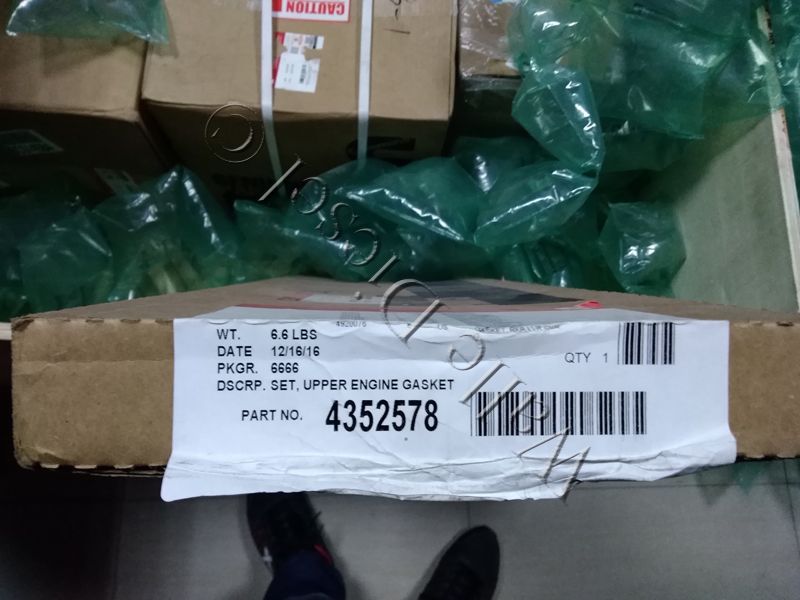 CAUTION
WT. 6.6 LBS
DATE 12/16/16
PKGR. 6666
DSCRP. SET, UPPER ENGINE GASKET
QTY 1
PART NO. 4352578